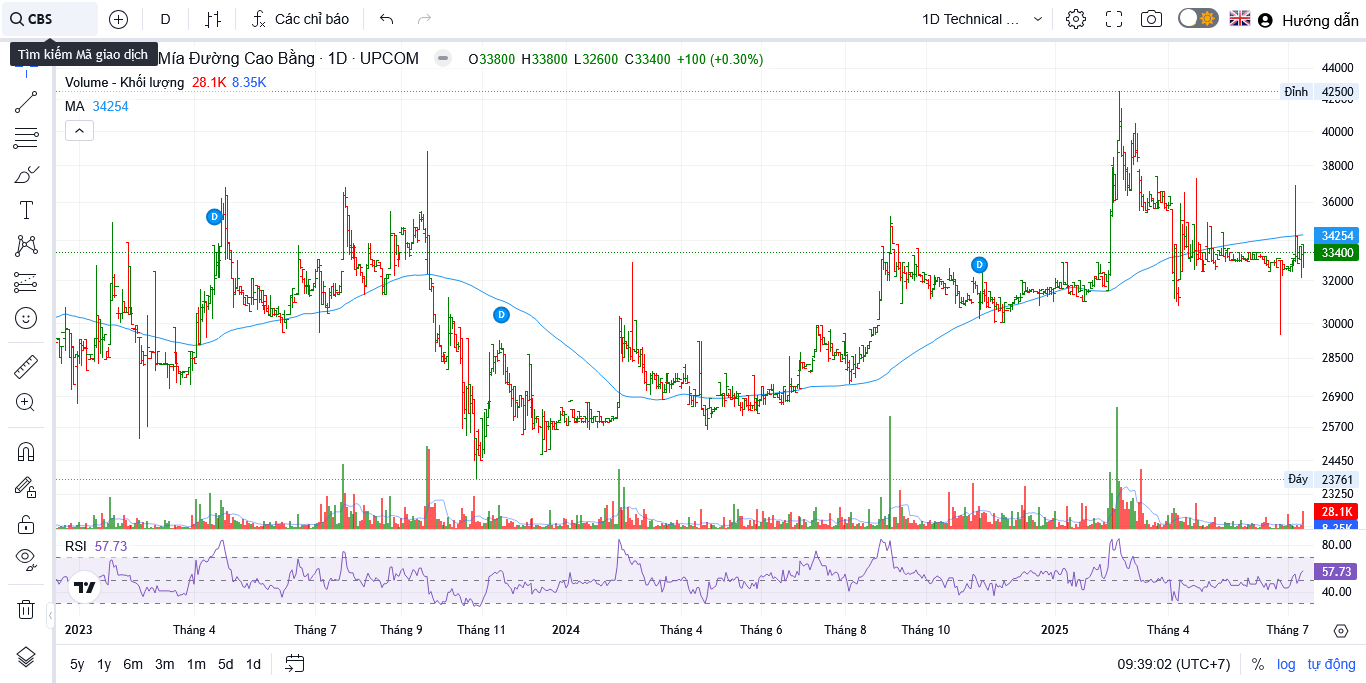 CBS D Các chỉ báo 1D Technical ... Hướng dẫn
Tìm kiếm Mã giao dịch
Mía Đường Cao Bằng · 1D · UPCOM O33800 H33800 L32600 C33400 +100 (+0.30%)
Volume - Khối lượng 28.1K 8.35K
MA 34254
44000
Đỉnh 42500
40000
38000
36000
34254
33400
32000
30000
28500
26900
25700
24450
Đáy 23761
23250
28.1K
8.35K
D
D
D
RSI 57.73
80.00
57.73
40.00
2023 Tháng 4 Tháng 7 Tháng 9 Tháng 11 2024 Tháng 4 Tháng 6 Tháng 8 Tháng 10 2025 Tháng 4 Tháng 7
5y 1y 6m 3m 1m 5d 1d 09:39:02 (UTC+7) % log tự động